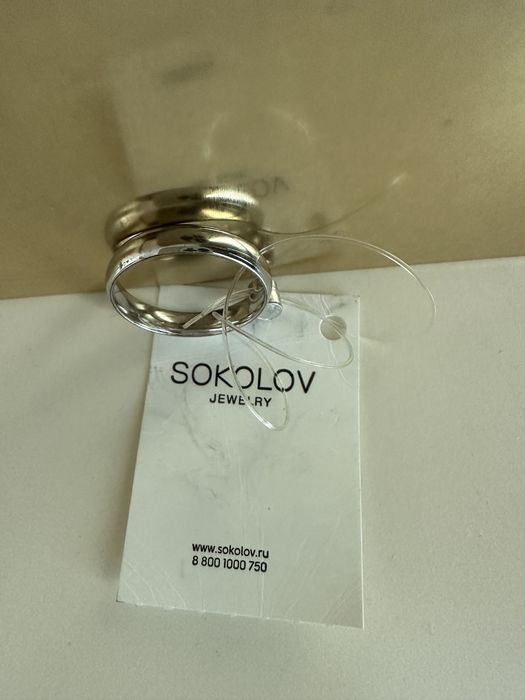 SOKOLOV
JEWELRY
www.sokolov.ru
8 800 1000 750